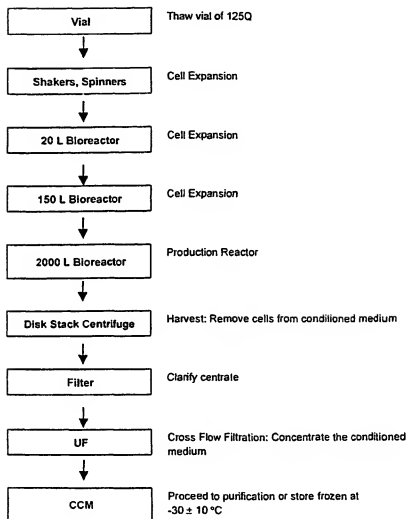 Vial
Thaw vial of 125Q
Shakers, Spinners
Cell Expansion
20 L Bioreactor
Cell Expansion
150 L Bioreactor
Cell Expansion
2000 L Bioreactor
Production Reactor
Disk Stack Centrifuge
Harvest: Remove cells from conditioned medium
Filter
Clarify centrate
UF
Cross Flow Filtration: Concentrate the conditioned
medium
CCM
Proceed to purification or store frozen at
-30 ± 10 °C